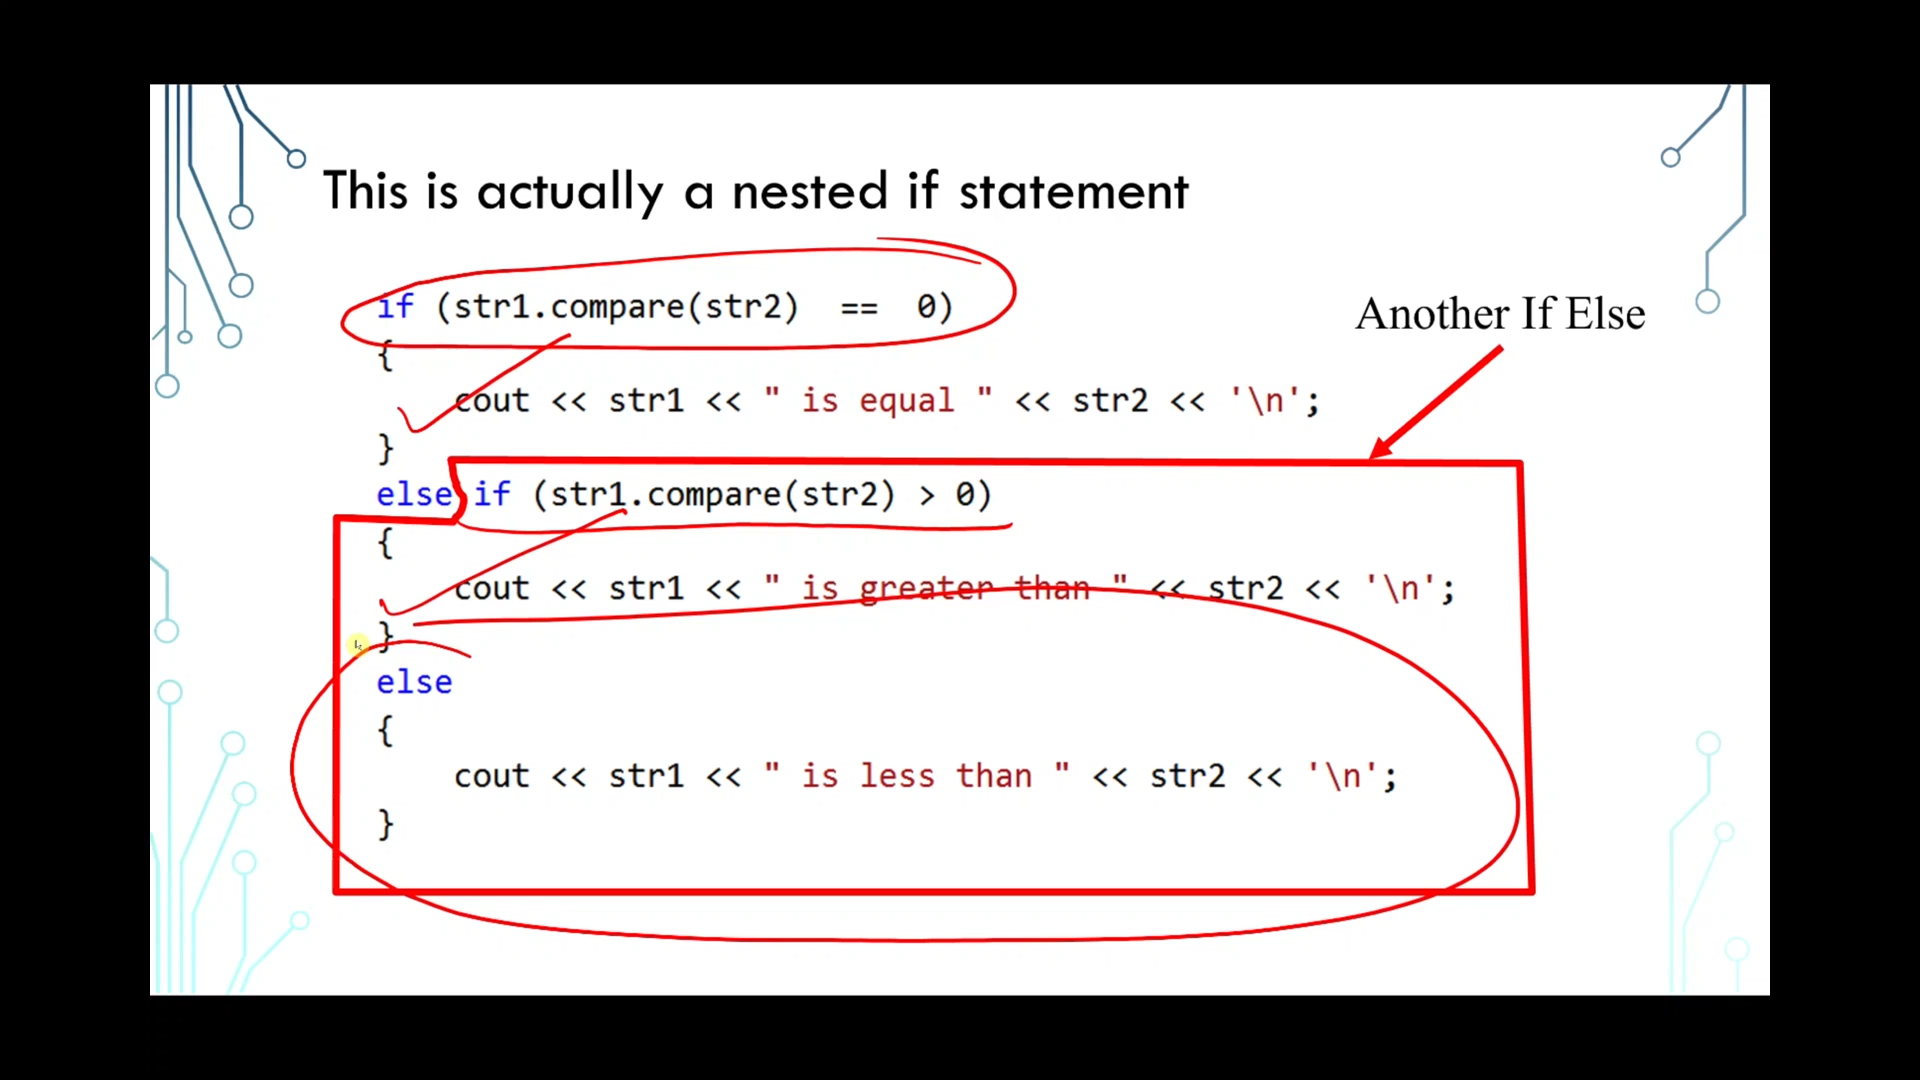 This is actually a nested if statement
if (str1.compare(str2)  ==  0)
Another If Else
{
    cout << str1 << " is equal " << str2 << '\n';
}
else if (str1.compare(str2) > 0)
{
    cout << str1 << " is greater than " << str2 << '\n';
}
else
{
    cout << str1 << " is less than " << str2 << '\n';
}